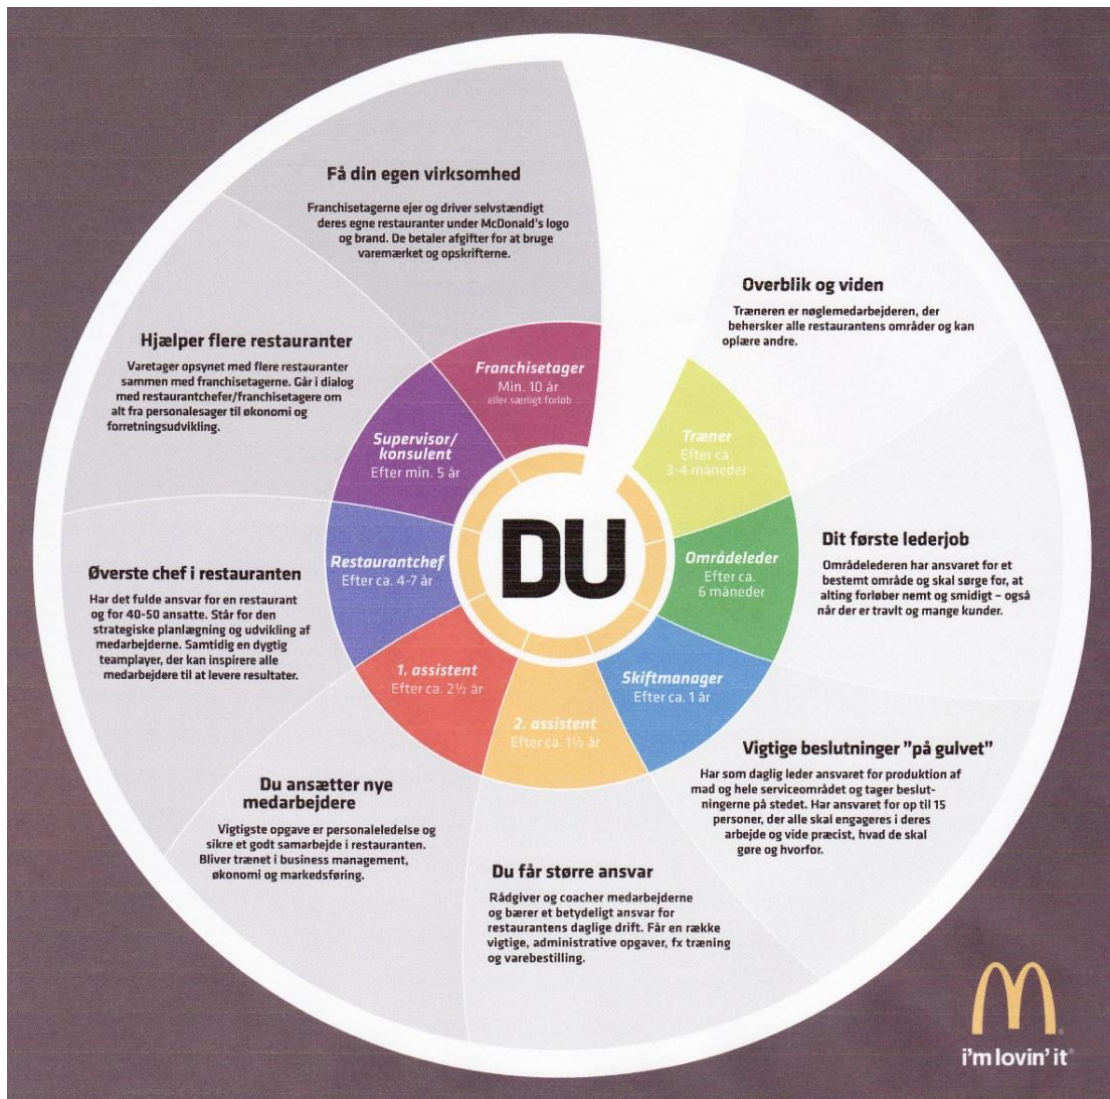 DU
Træner
Efter ca.
3-4 måneder
Overblik og viden
Træneren er nøglemedarbejderen, der
behersker alle restaurantens områder og kan
oplære andre.
Områdeleder
Efter ca.
6 måneder
Dit første lederjob
Områdelederen har ansvaret for et
bestemt område og skal sørge for, at
alting forløber nemt og smidigt – også
når der er travlt og mange kunder.
Skiftmanager
Efter ca. 1 år
Vigtige beslutninger ”på gulvet”
Har som daglig leder ansvaret for produktion af
mad og hele serviceområdet og tager beslut-
ningerne på stedet. Har ansvaret for op til 15
personer, der alle skal engageres i deres
arbejde og vide præcist, hvad de skal
gøre og hvorfor.
2. assistent
Efter ca. 1½ år
Du får større ansvar
Rådgiver og coacher medarbejderne
og bærer et betydeligt ansvar for
restaurantens daglige drift. Får en række
vigtige, administrative opgaver, fx træning
og varebestilling.
1. assistent
Efter ca. 2½ år
Du ansætter nye
medarbejdere
Vigtigste opgave er personaleledelse og
sikre et godt samarbejde i restauranten.
Bliver trænet i business management,
økonomi og markedsføring.
Restaurantchef
Efter ca. 4-7 år
Øverste chef i restauranten
Har det fulde ansvar for en restaurant
og for 40-50 ansatte. Står for den
strategiske planlægning og udvikling af
medarbejderne. Samtidig en dygtig
teamplayer, der kan inspirere alle
medarbejdere til at levere resultater.
Supervisor/
konsulent
Efter min. 5 år
Hjælper flere restauranter
Varetager opsynet med flere restauranter
sammen med franchisetagerne. Går i dialog
med restaurantchefer/franchisetagere om
alt fra personalesager til økonomi og
forretningsudvikling.
Franchisetager
Min. 10 år
eller særligt forløb
Få din egen virksomhed
Franchisetagerne ejer og driver selvstændigt
deres egne restauranter under McDonald's logo
og brand. De betaler afgifter for at bruge
varemærket og opskrifterne.
i'm lovin' it®